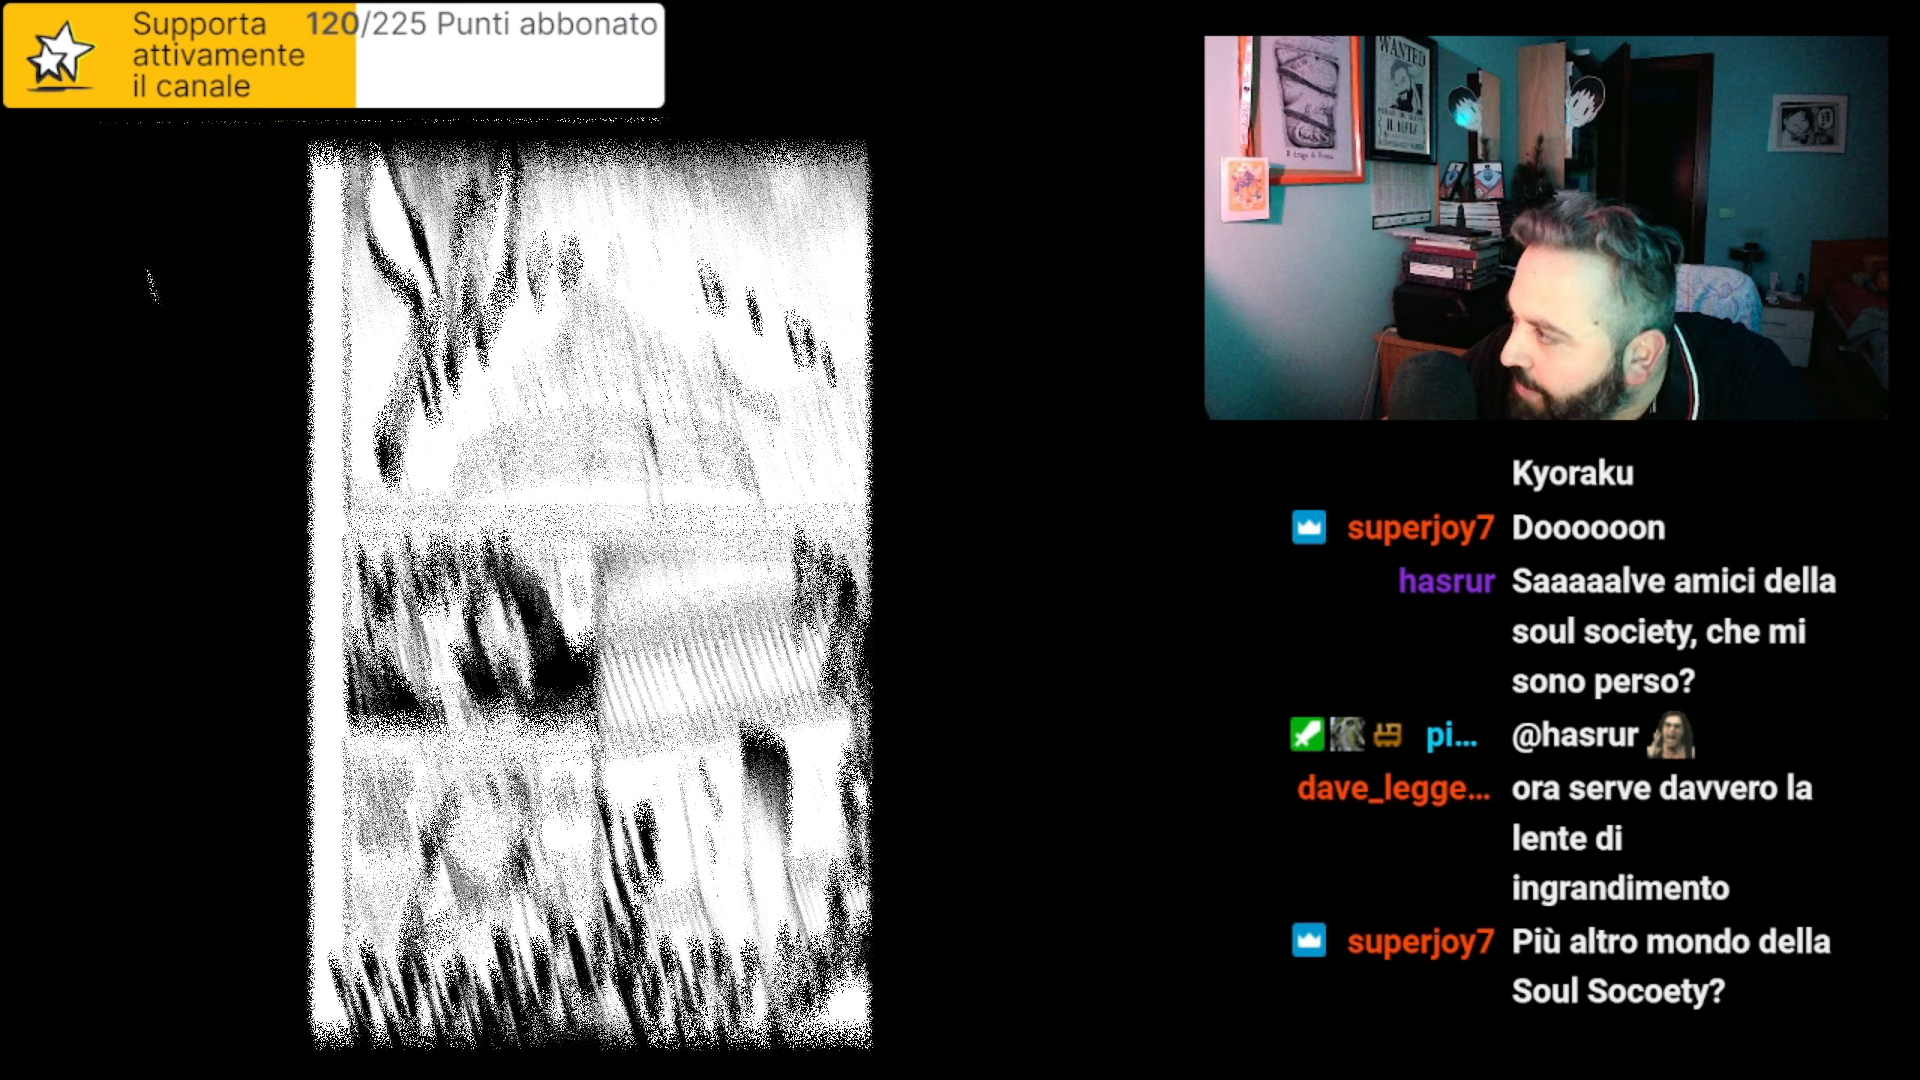 Supporta
attivamente
il canale
120/225 Punti abbonato
WANTED
Kyoraku
superjoy7 Doooooon
hasrur Saaaaalve amici della
soul society, che mi
sono perso?
pi... @hasrur
dave_legge... ora serve davvero la
lente di
ingrandimento
superjoy7 Più altro mondo della
Soul Socoety?